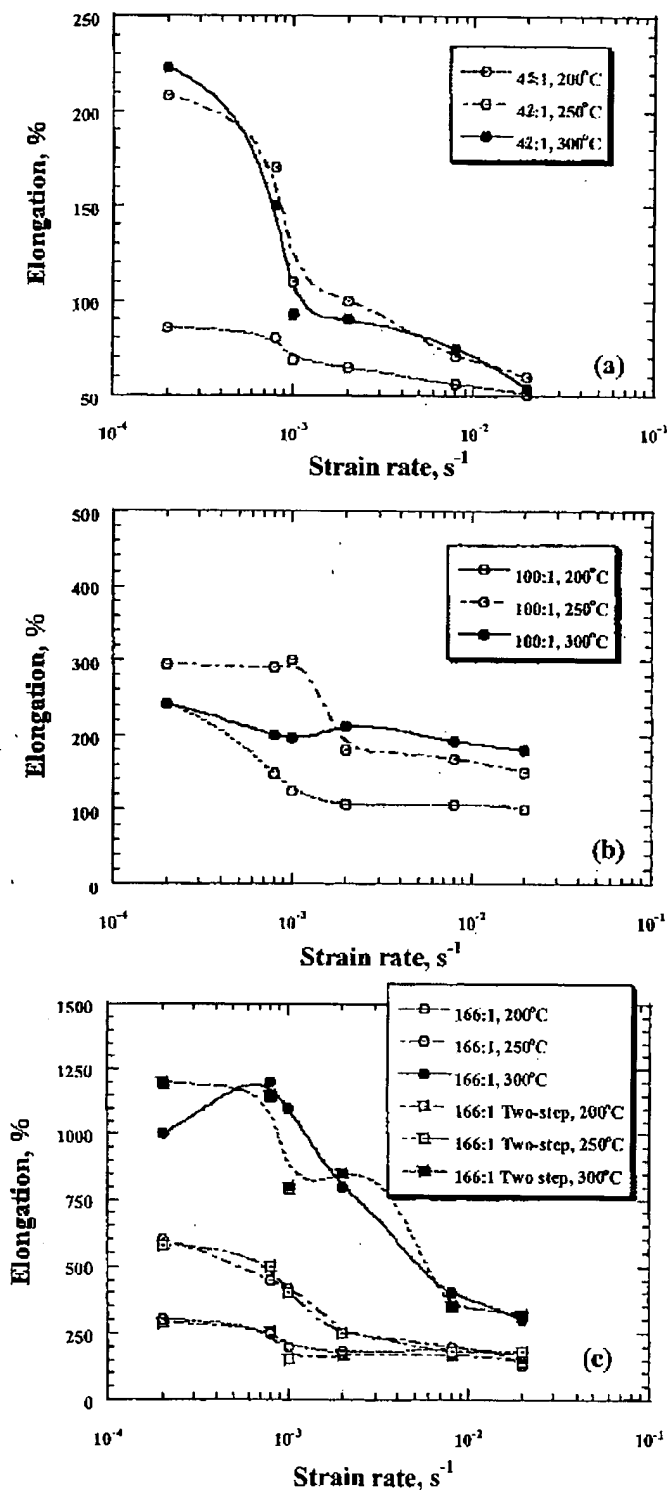 250
200
150
100
50
Elongation, %
42:1, 200°C
42:1, 250°C
42:1, 300°C
(a)
10⁻⁴ 10⁻³ 10⁻² 10⁻¹
Strain rate, s⁻¹
500
400
300
200
100
0
Elongation, %
100:1, 200°C
100:1, 250°C
100:1, 300°C
(b)
10⁻⁴ 10⁻³ 10⁻² 10⁻¹
Strain rate, s⁻¹
1500
1250
1000
750
500
250
0
Elongation, %
166:1, 200°C
166:1, 250°C
166:1, 300°C
166:1 Two-step, 200°C
166:1 Two-step, 250°C
166:1 Two step, 300°C
(c)
10⁻⁴ 10⁻³ 10⁻² 10⁻¹
Strain rate, s⁻¹